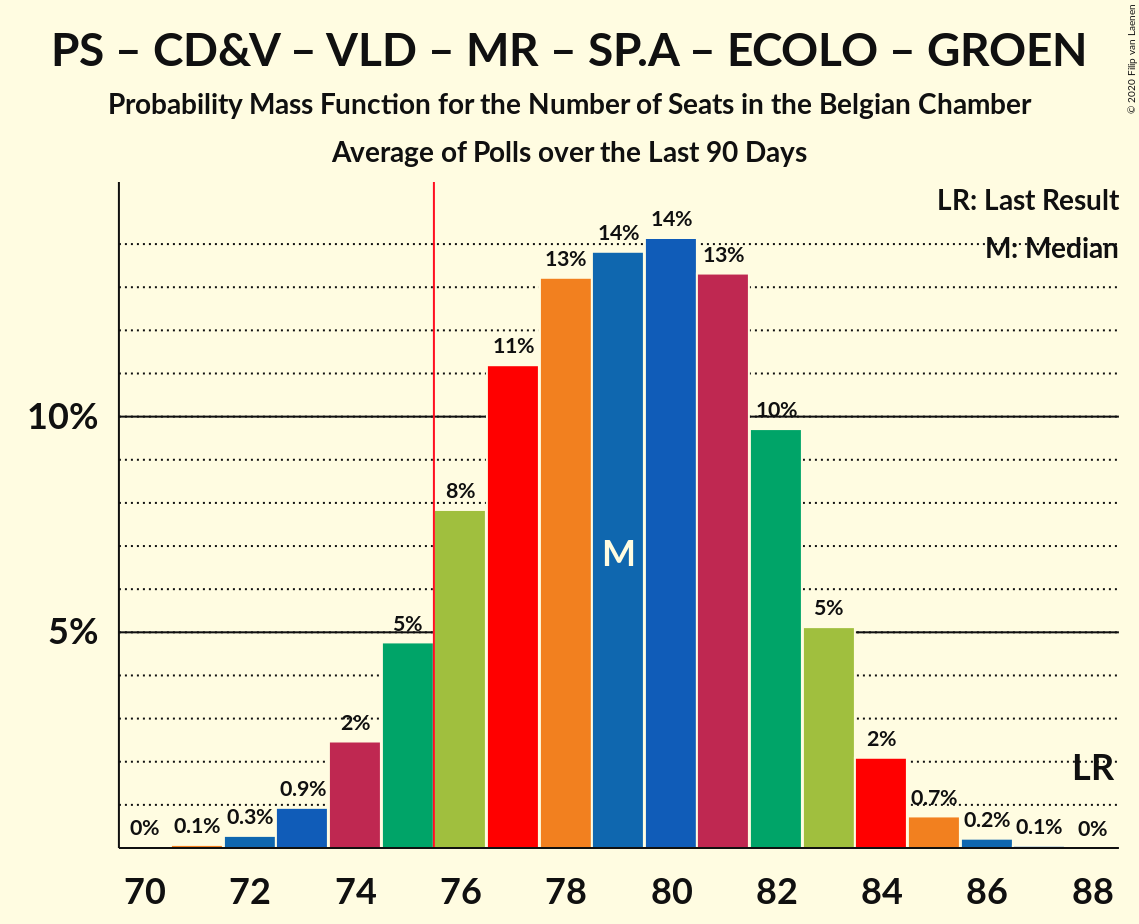 PS – CD&V – VLD – MR – SP.A – ECOLO – GROEN
Probability Mass Function for the Number of Seats in the Belgian Chamber
Average of Polls over the Last 90 Days
© 2020 Filip van Laenen
LR: Last Result
M: Median
10%
5%
0%
0.1%
0.3%
0.9%
2%
5%
8%
11%
13%
14%
14%
13%
10%
5%
2%
0.7%
0.2%
0.1%
0%
M
LR
70 72 74 76 78 80 82 84 86 88